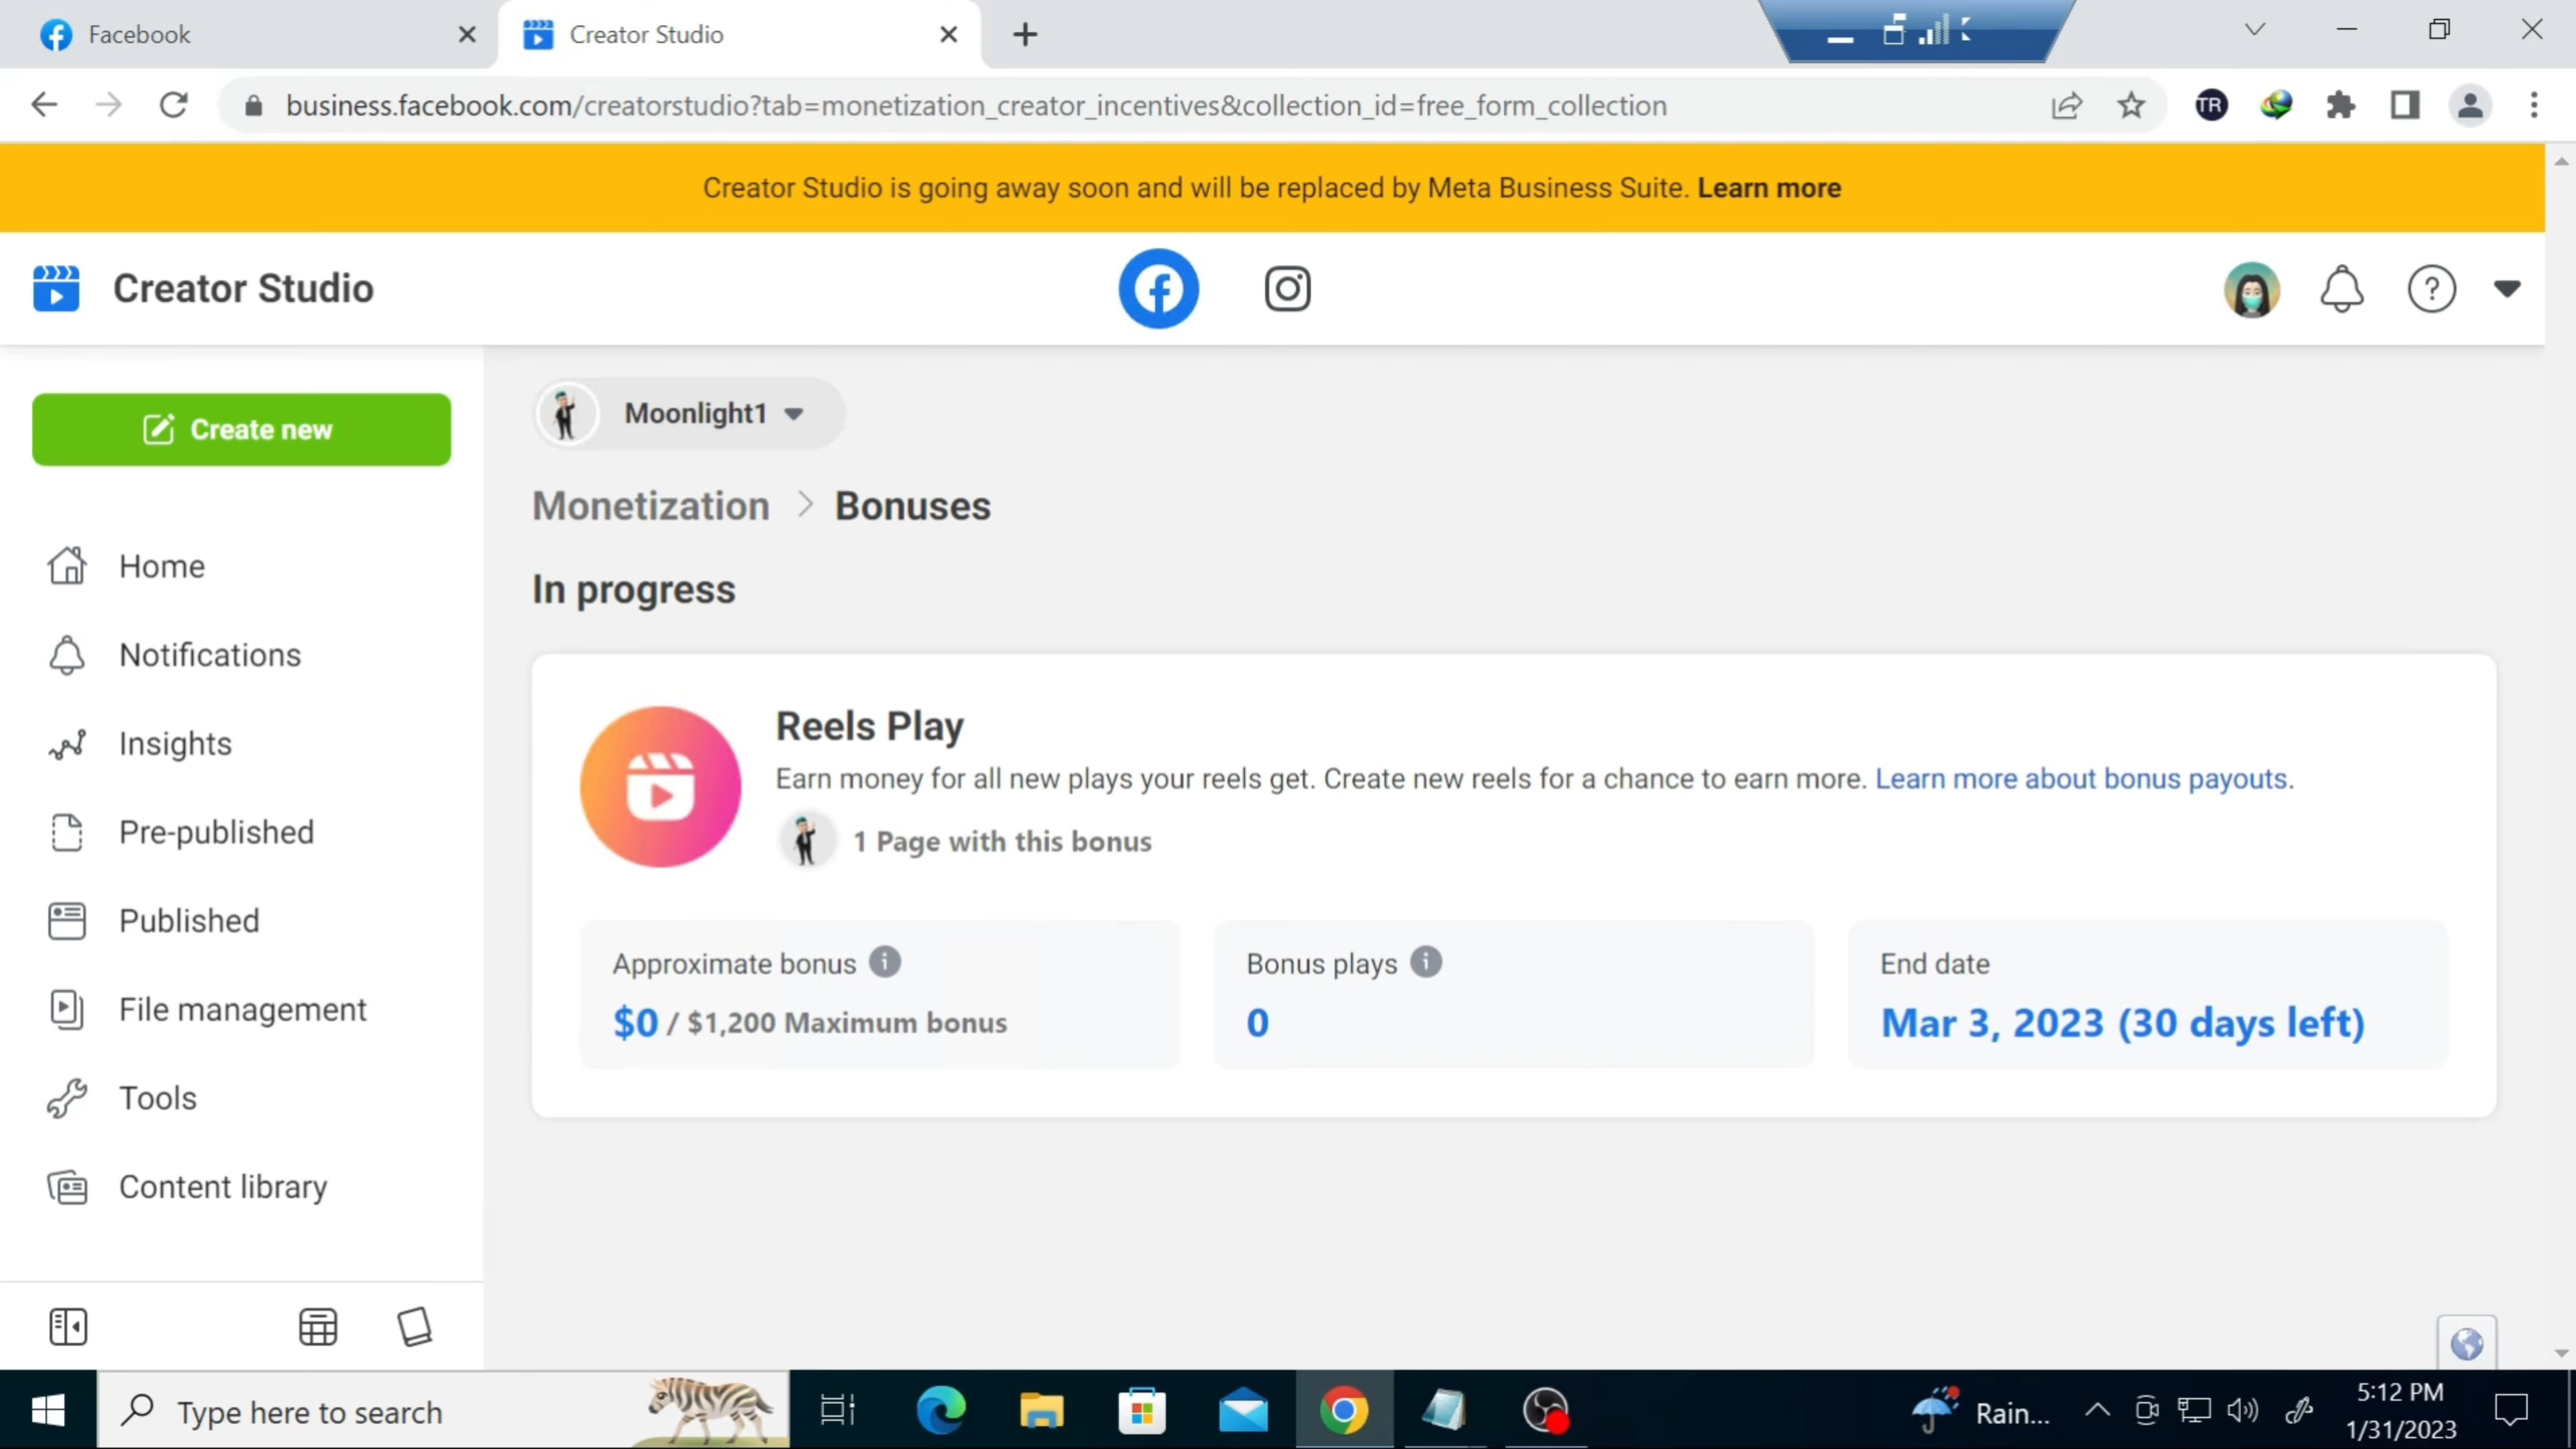 Facebook
Creator Studio
business.facebook.com/creatorstudio?tab=monetization_creator_incentives&collection_id=free_form_collection
TR
Creator Studio is going away soon and will be replaced by Meta Business Suite. Learn more
Creator Studio
Create new
Home
Notifications
Insights
Pre-published
Published
File management
Tools
Content library
Moonlight1
Monetization > Bonuses
In progress
Reels Play
Earn money for all new plays your reels get. Create new reels for a chance to earn more. Learn more about bonus payouts.
1 Page with this bonus
Approximate bonus
$0 / $1,200 Maximum bonus
Bonus plays
0
End date
Mar 3, 2023 (30 days left)
Type here to search
Rain...
5:12 PM
1/31/2023